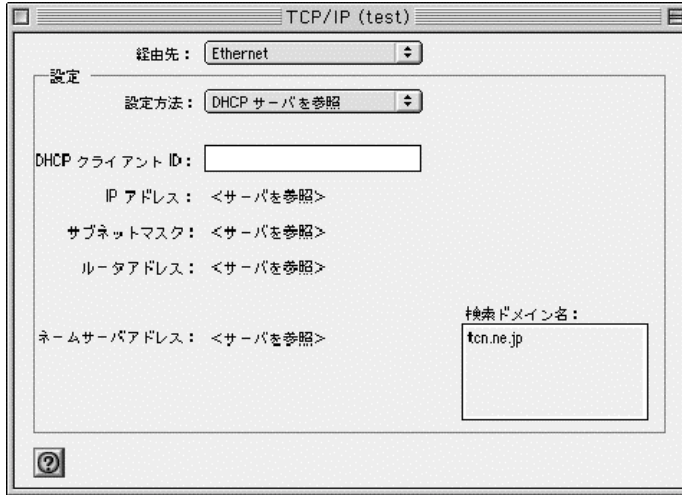 TCP/IP (test)
経由先： Ethernet
設定
設定方法： DHCP サーバを参照
DHCP クライアント ID：
IP アドレス： <サーバを参照>
サブネットマスク： <サーバを参照>
ルータアドレス： <サーバを参照>
検索ドメイン名：
ネームサーバアドレス： <サーバを参照>
tcn.ne.jp
?